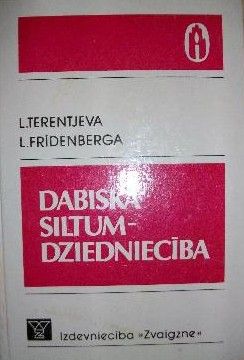 L.TERENTJEVA
L.FRĪDENBERGA
DABISKĀ
SILTUM-
DZIEDNIECĪBA
Izdevniecība »Zvaigzne»